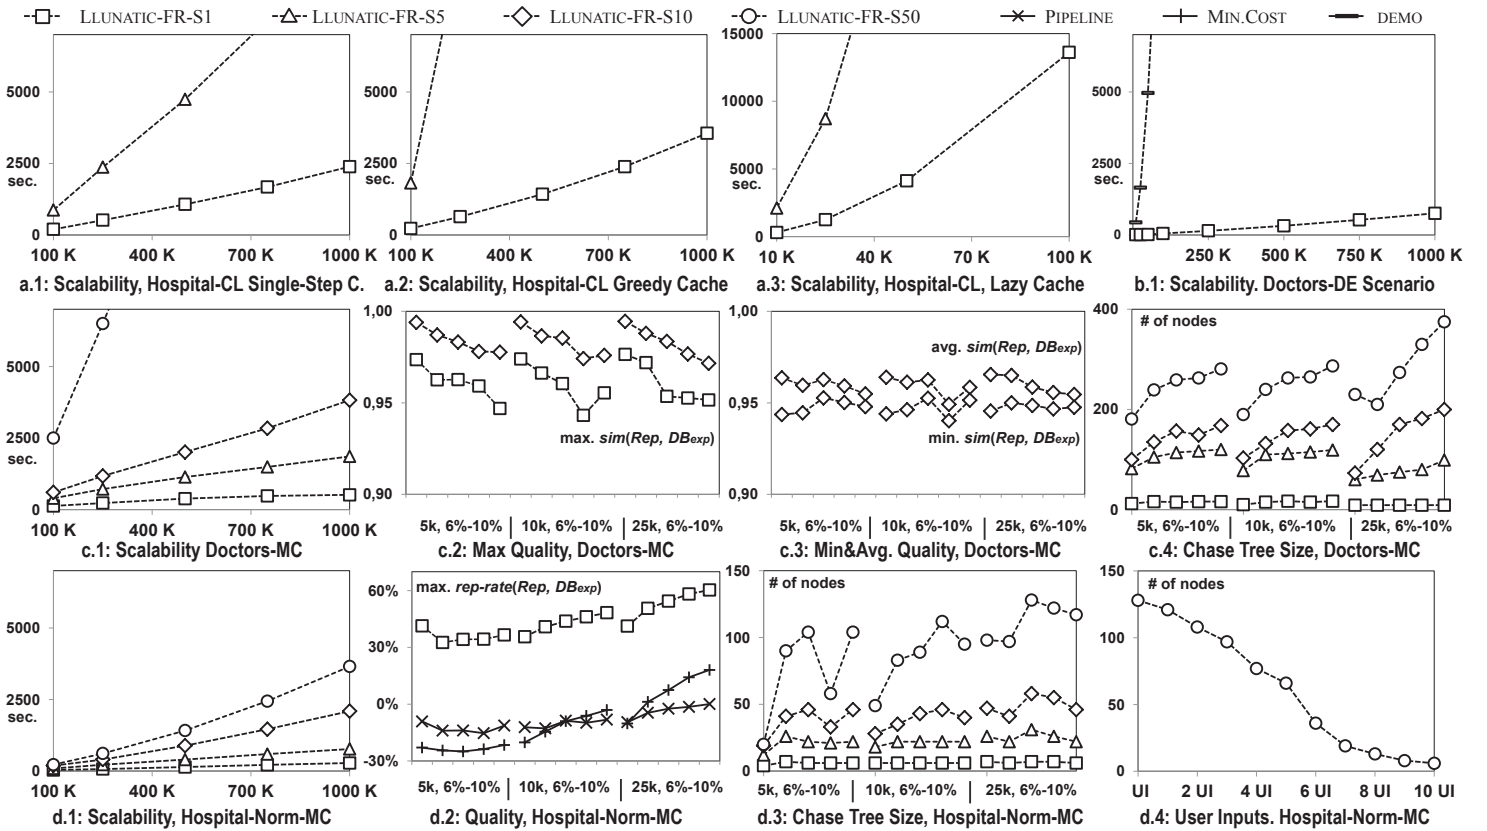 LLUNATIC-FR-S1 LLUNATIC-FR-S5 LLUNATIC-FR-S10 LLUNATIC-FR-S50 PIPELINE MIN.COST DEMO
5000
2500
sec.
0
100 K 400 K 700 K 1000 K
a.1: Scalability, Hospital-CL Single-Step C.
5000
2500
sec.
0
100 K 400 K 700 K 1000 K
a.2: Scalability, Hospital-CL Greedy Cache
15000
10000
5000
sec.
0
10 K 40 K 70 K 100 K
a.3: Scalability, Hospital-CL, Lazy Cache
5000
2500
sec.
0
250 K 500 K 750 K 1000 K
b.1: Scalability. Doctors-DE Scenario
5000
2500
sec.
0
100 K 400 K 700 K 1000 K
c.1: Scalability Doctors-MC
1,00
0,95
0,90
max. sim(Rep, DBexp)
5k, 6%-10% 10k, 6%-10% 25k, 6%-10%
c.2: Max Quality, Doctors-MC
1,00
0,95
0,90
avg. sim(Rep, DBexp)
min. sim(Rep, DBexp)
5k, 6%-10% 10k, 6%-10% 25k, 6%-10%
c.3: Min&Avg. Quality, Doctors-MC
400
# of nodes
200
0
5k, 6%-10% 10k, 6%-10% 25k, 6%-10%
c.4: Chase Tree Size, Doctors-MC
5000
2500
sec.
0
100 K 400 K 700 K 1000 K
d.1: Scalability, Hospital-Norm-MC
60%
max. rep-rate(Rep, DBexp)
30%
0%
-30%
5k, 6%-10% 10k, 6%-10% 25k, 6%-10%
d.2: Quality, Hospital-Norm-MC
150
# of nodes
100
50
0
5k, 6%-10% 10k, 6%-10% 25k, 6%-10%
d.3: Chase Tree Size, Hospital-Norm-MC
150
# of nodes
100
50
0
UI 2 UI 4 UI 6 UI 8 UI 10 UI
d.4: User Inputs. Hospital-Norm-MC